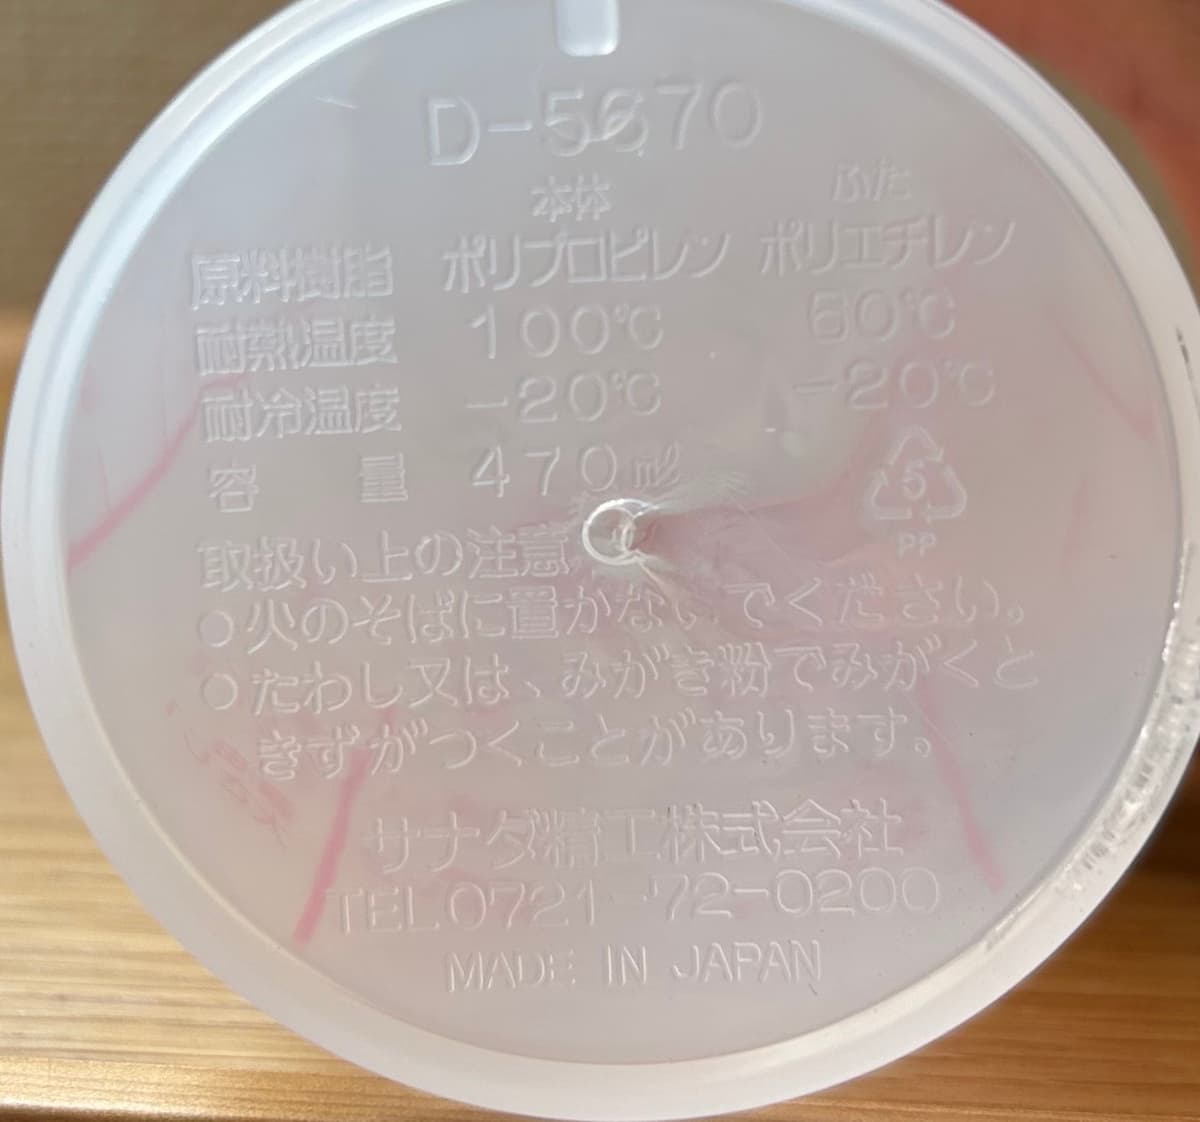 D-5670
本体 ふた
原料樹脂 ポリプロピレン ポリエチレン
耐熱温度 100℃ 60℃
耐冷温度 -20℃ -20℃
容量 470㎖
5
PP
取扱い上の注意
○火のそばに置かないでください。
○たわし又は、みがき粉でみがくと
きずがつくことがあります。
サナダ精工株式会社
TEL0721-72-0200
MADE IN JAPAN